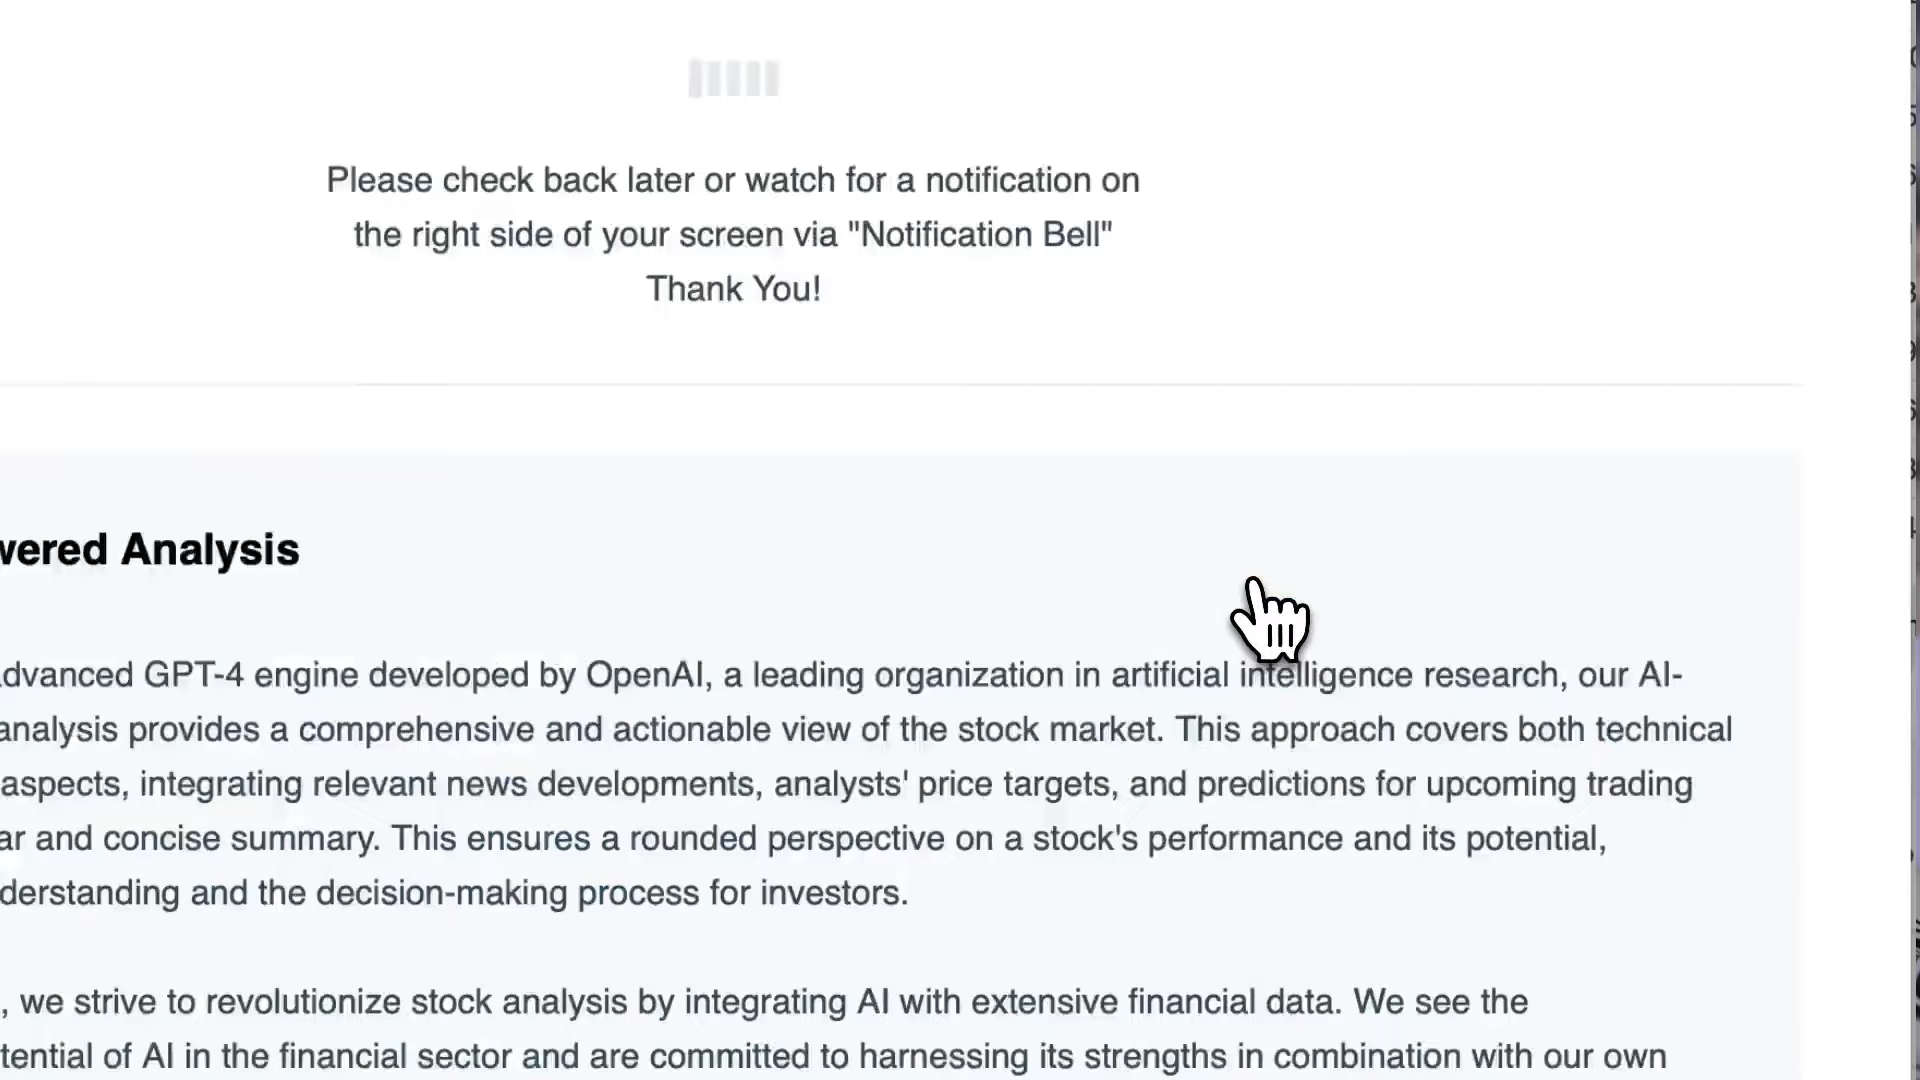 Please check back later or watch for a notification on
the right side of your screen via "Notification Bell"
Thank You!
wered Analysis
dvanced GPT-4 engine developed by OpenAI, a leading organization in artificial intelligence research, our AI-
analysis provides a comprehensive and actionable view of the stock market. This approach covers both technical
aspects, integrating relevant news developments, analysts' price targets, and predictions for upcoming trading
ar and concise summary. This ensures a rounded perspective on a stock's performance and its potential,
derstanding and the decision-making process for investors.
, we strive to revolutionize stock analysis by integrating AI with extensive financial data. We see the
tential of AI in the financial sector and are committed to harnessing its strengths in combination with our own